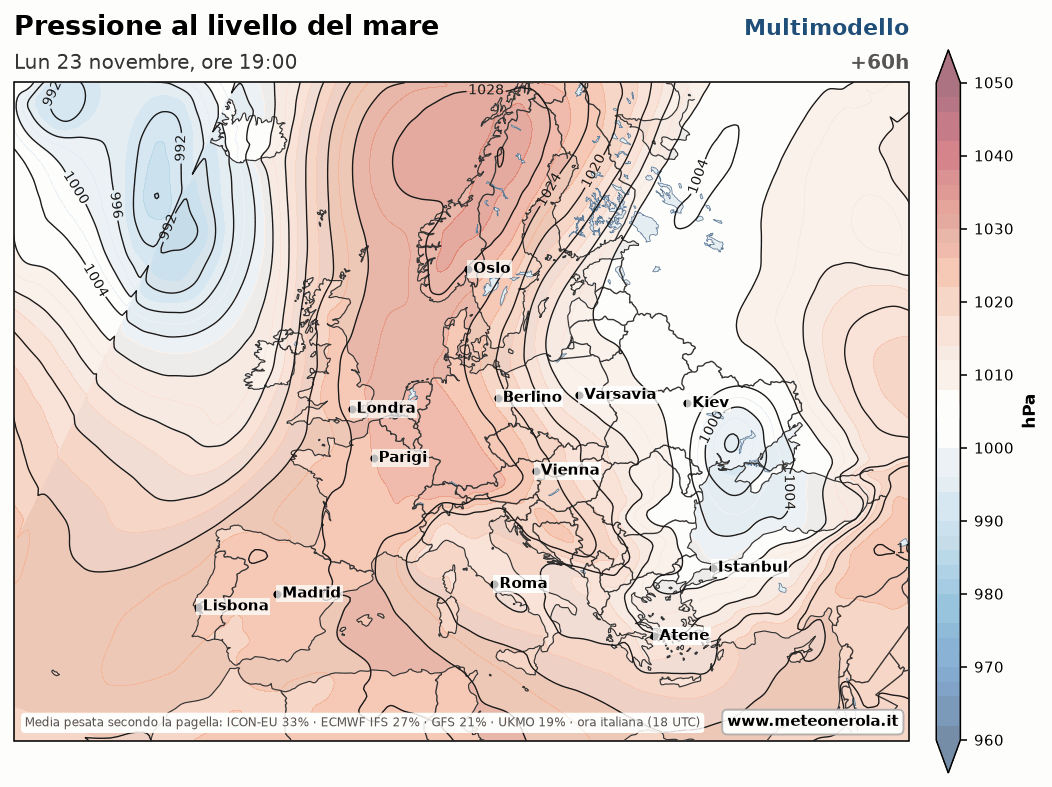 Pressione al livello del mare
Multimodello
Lun 23 novembre, ore 19:00
+60h
992
1028
1050
992
1040
1024
1020
1004
1000
996
992
1030
1004
Oslo
hPa
1020
1010
Londra
Berlino
Varsavia
Kiev
1000
1000
Parigi
Vienna
1004
990
Istanbul
Roma
Madrid
Lisbona
980
Atene
970
Media pesata secondo la pagella: ICON-EU 33% · ECMWF IFS 27% · GFS 21% · UKMO 19% · ora italiana (18 UTC)
www.meteonerola.it
960